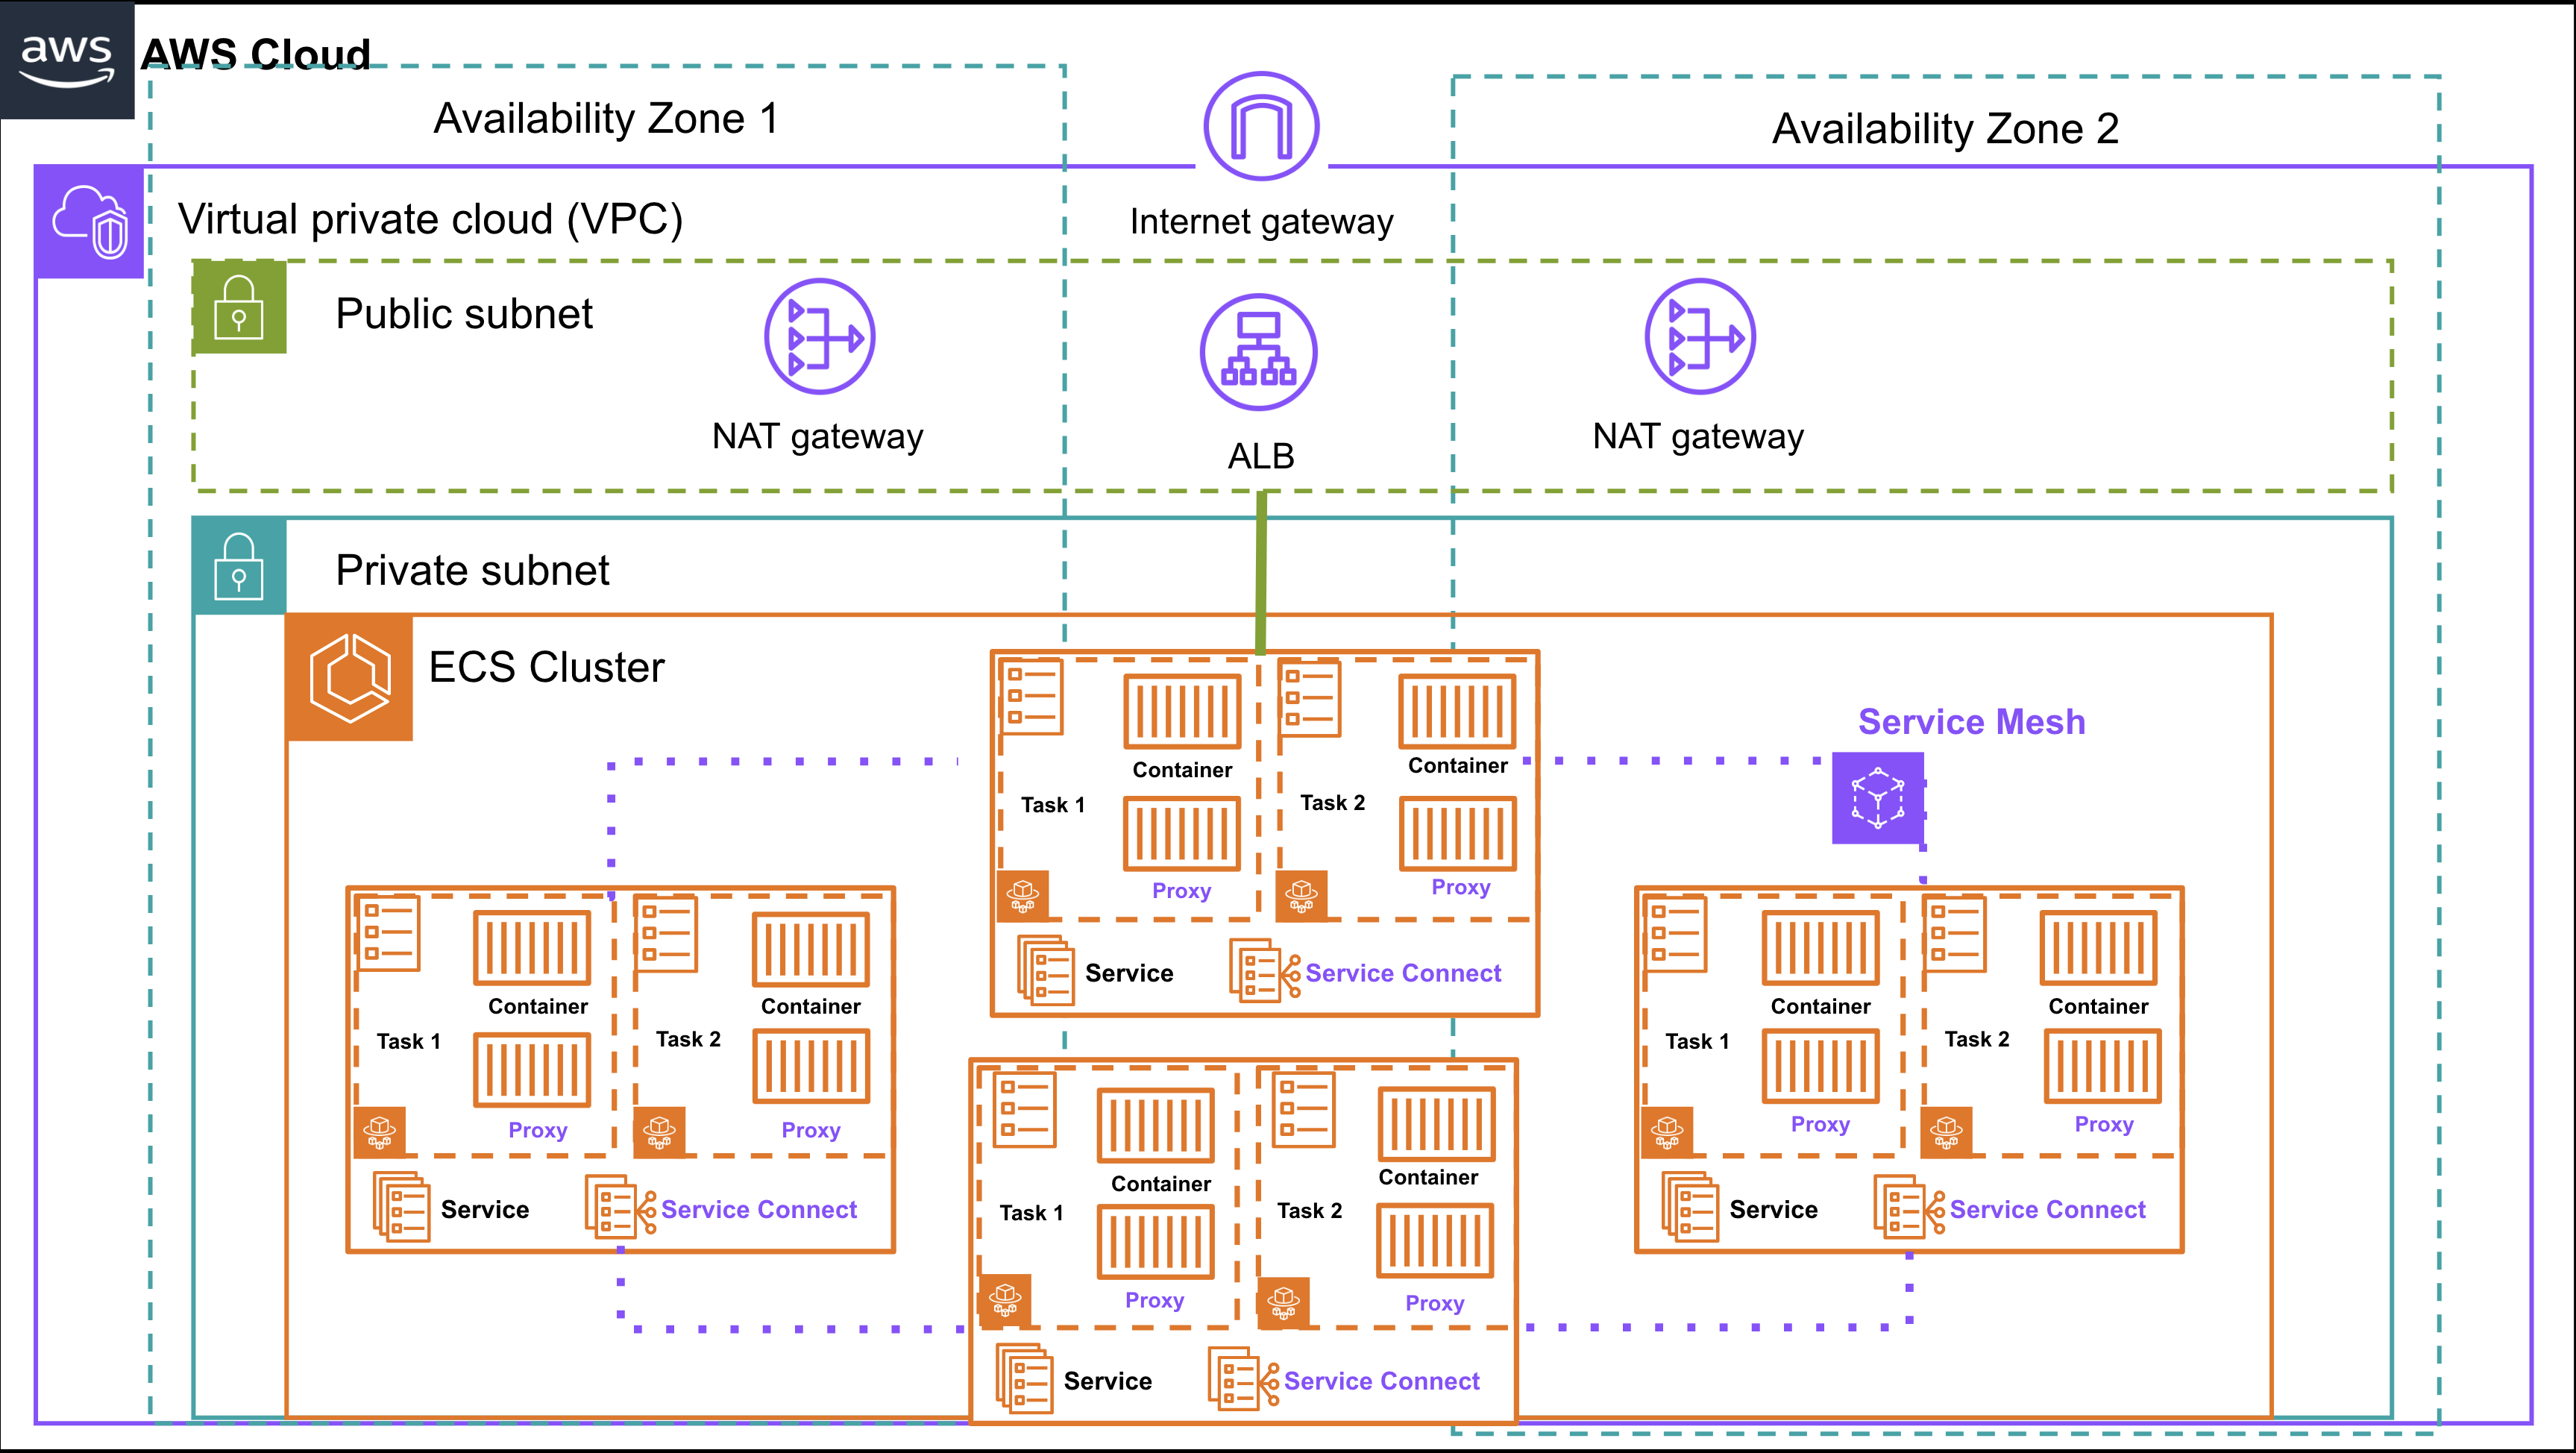 aws
AWS Cloud
Availability Zone 1
Availability Zone 2
Virtual private cloud (VPC)
Internet gateway
Public subnet
NAT gateway
ALB
NAT gateway
Private subnet
ECS Cluster
Service Mesh
Container
Container
Task 1
Task 2
Proxy
Proxy
Service
Service Connect
Container
Container
Task 1
Task 2
Proxy
Proxy
Service
Service Connect
Container
Container
Task 1
Task 2
Proxy
Proxy
Service
Service Connect
Container
Container
Task 1
Task 2
Proxy
Proxy
Service
Service Connect